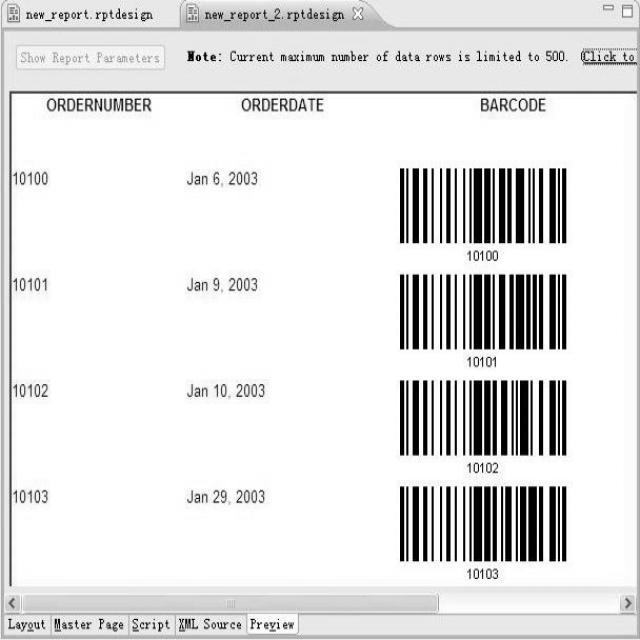 new_report.rptdesign new_report_2.rptdesign
Show Report Parameters Note: Current maximum number of data rows is limited to 500. Click to
ORDERNUMBER ORDERDATE BARCODE
10100 Jan 6, 2003
10100
10101 Jan 9, 2003
10101
10102 Jan 10, 2003
10102
10103 Jan 29, 2003
10103
Layout Master Page Script XML Source Preview